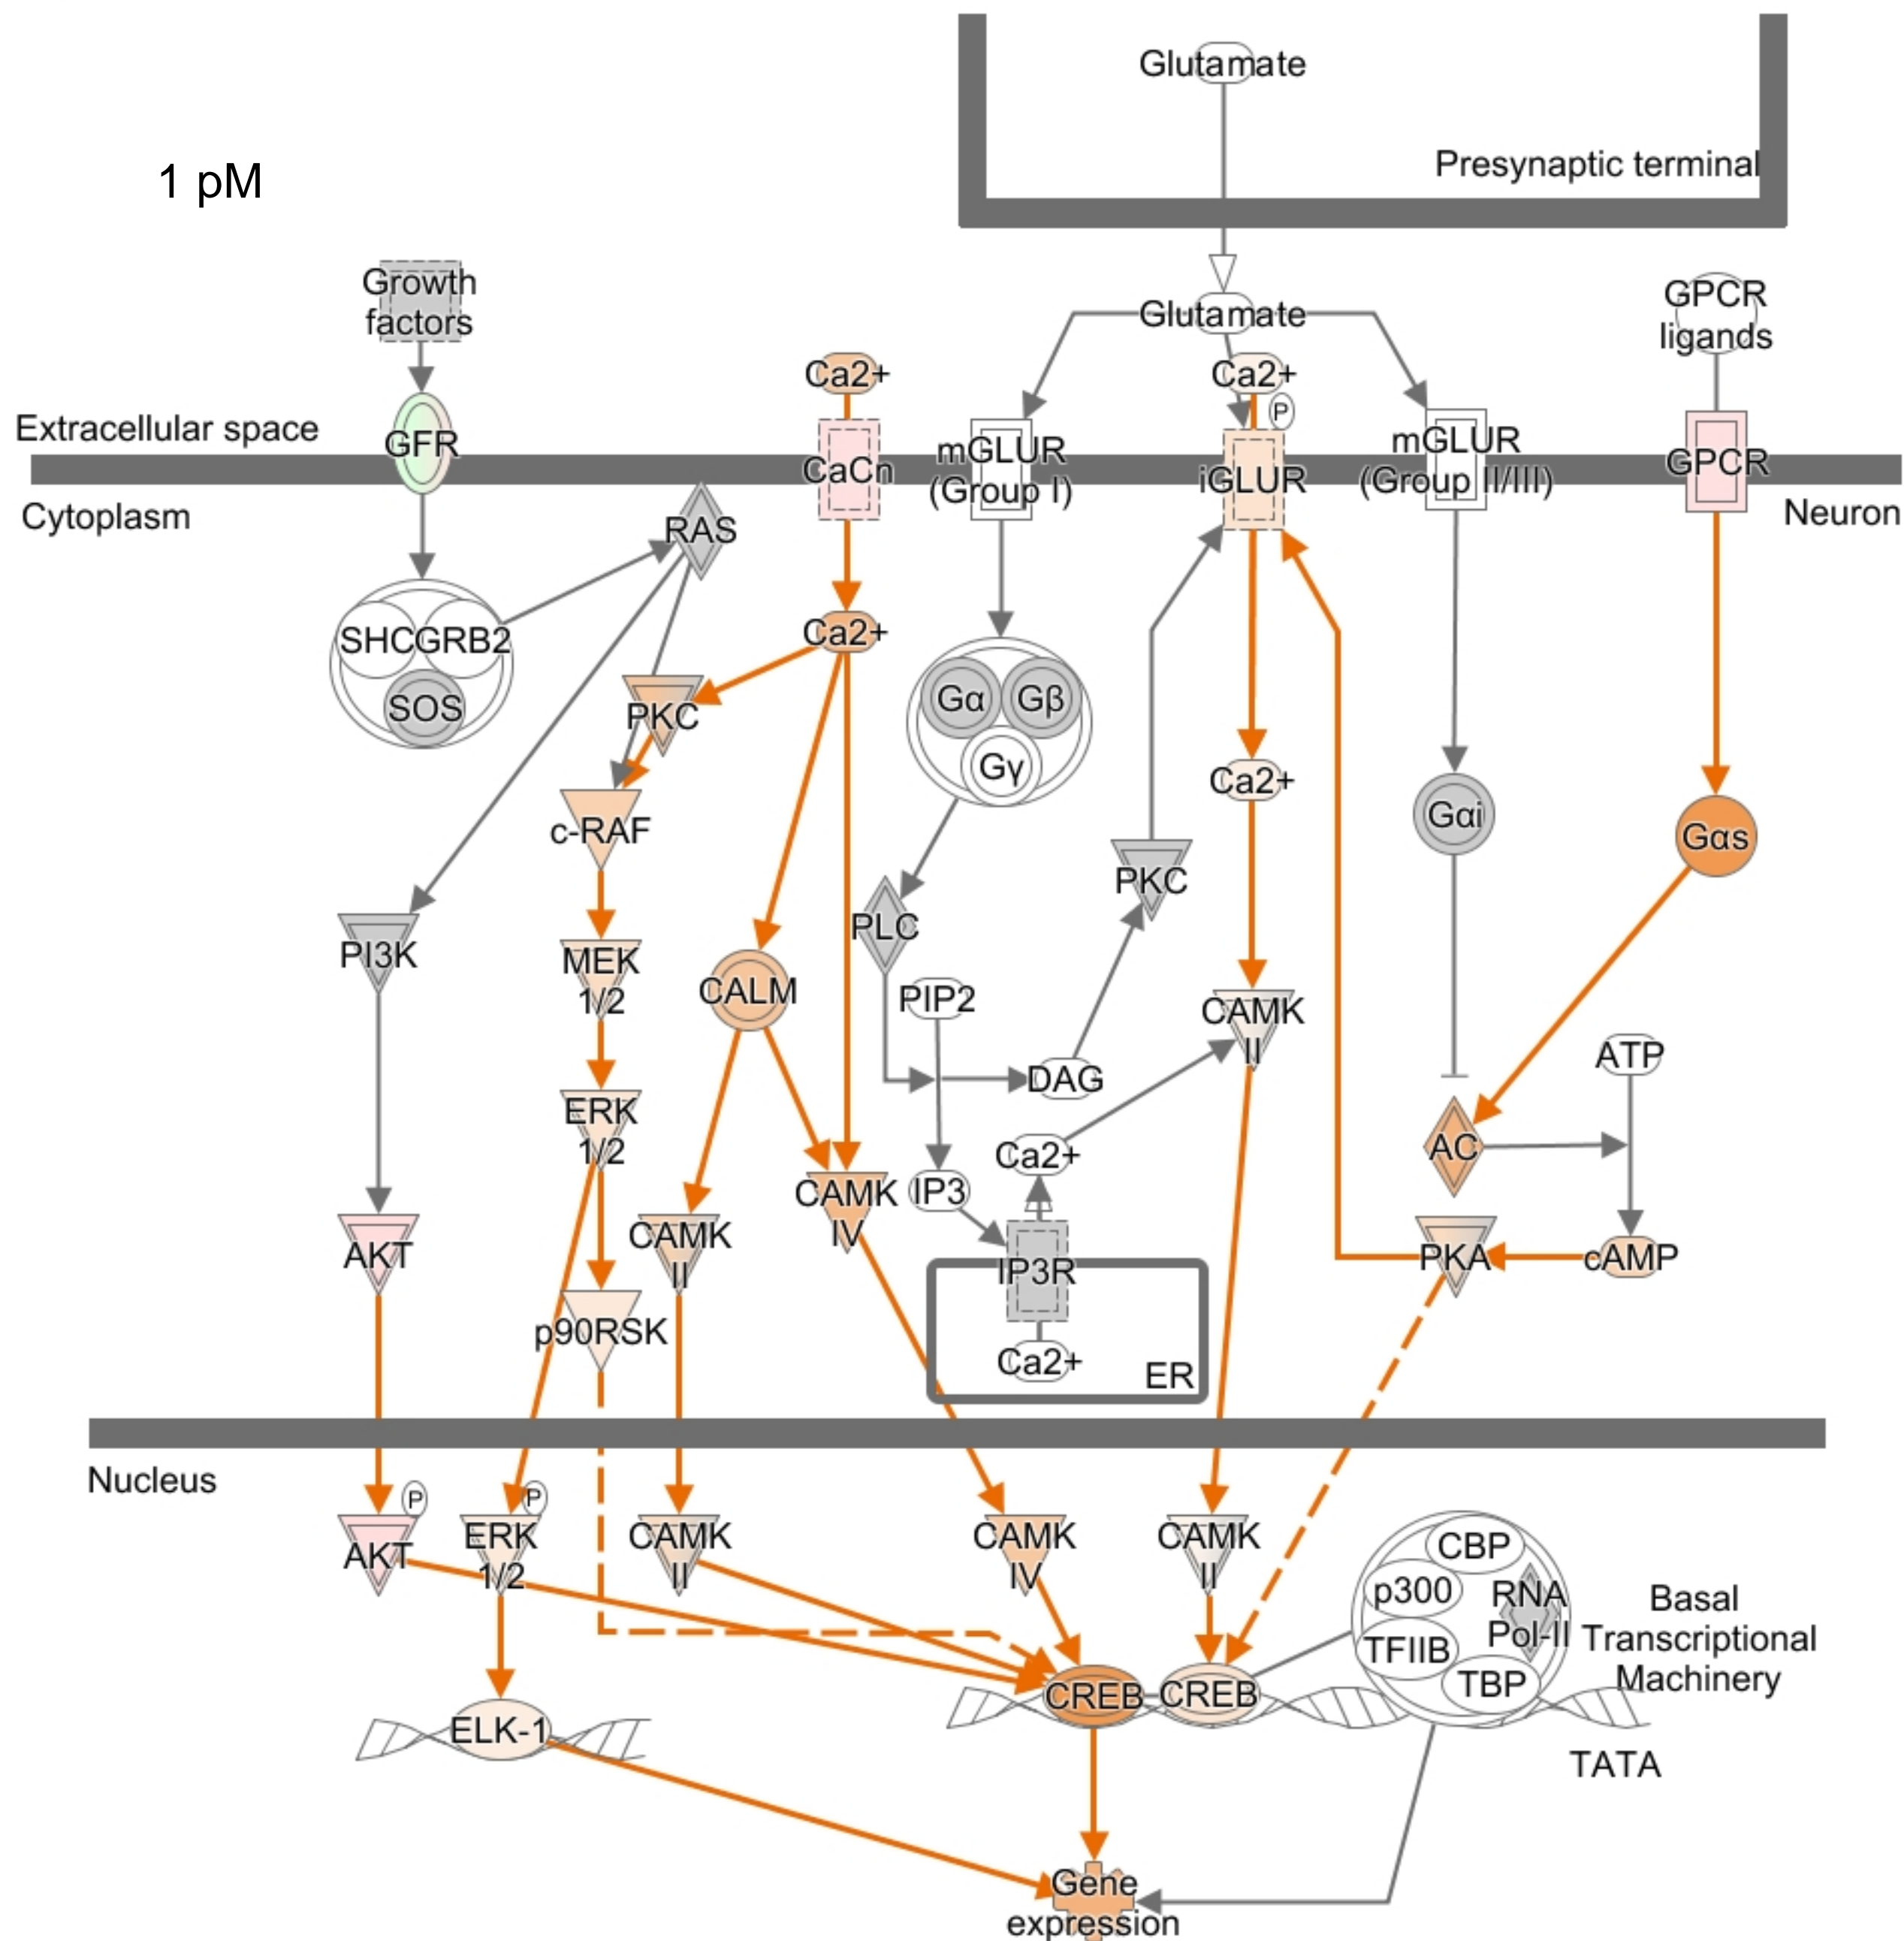 Glutamate
Presynaptic terminal
1 pM
Growth
factors
Glutamate
GPCR
ligands
Ca2+
Ca2+
P
Extracellular space
GFR
CaCn
mGLUR
(Group I)
iGLUR
mGLUR
(Group II/III)
GPCR
Cytoplasm
Neuron
RAS
SHC
GRB2
SOS
Ca2+
PKC
Gα
Gβ
Gγ
Ca2+
Gαi
Gαs
c-RAF
PKC
PLC
PI3K
MEK
1/2
CALM
PIP2
CAMK
II
ATP
DAG
ERK
1/2
Ca2+
AC
CAMK
IV
IP3
AKT
CAMK
II
IP3R
PKA
cAMP
p90RSK
Ca2+
ER
Nucleus
P
P
AKT
ERK
1/2
CAMK
II
CAMK
IV
CAMK
II
CBP
p300
RNA
Pol-II
TFIIB
TBP
Basal
Transcriptional
Machinery
CREB
CREB
ELK-1
TATA
Gene
expression